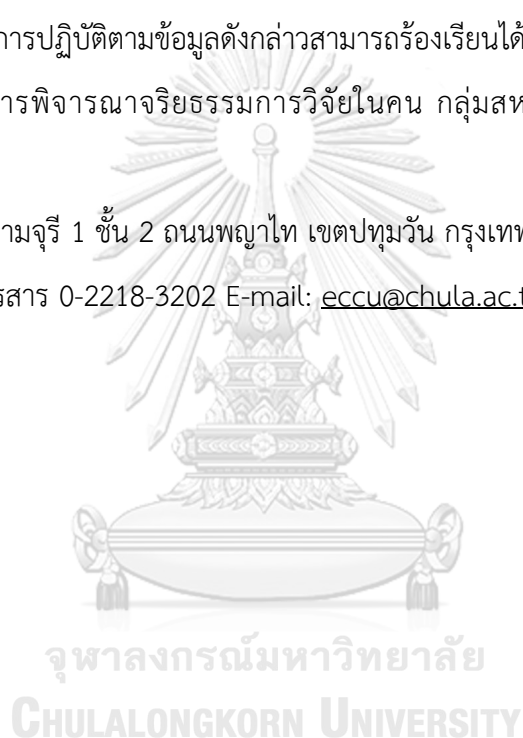 การปฏิบัติตามข้อมูลดังกล่าวสามารถร้องเรียนได้
การพิจารณาจริยธรรมการวิจัยในคน กลุ่มสห
ามจุรี 1 ชั้น 2 ถนนพญาไท เขตปทุมวัน กรุงเทพ
รสาร 0-2218-3202 E-mail: eccu@chula.ac.t
จุฬาลงกรณ์มหาวิทยาลัย
CHULALONGKORN UNIVERSITY